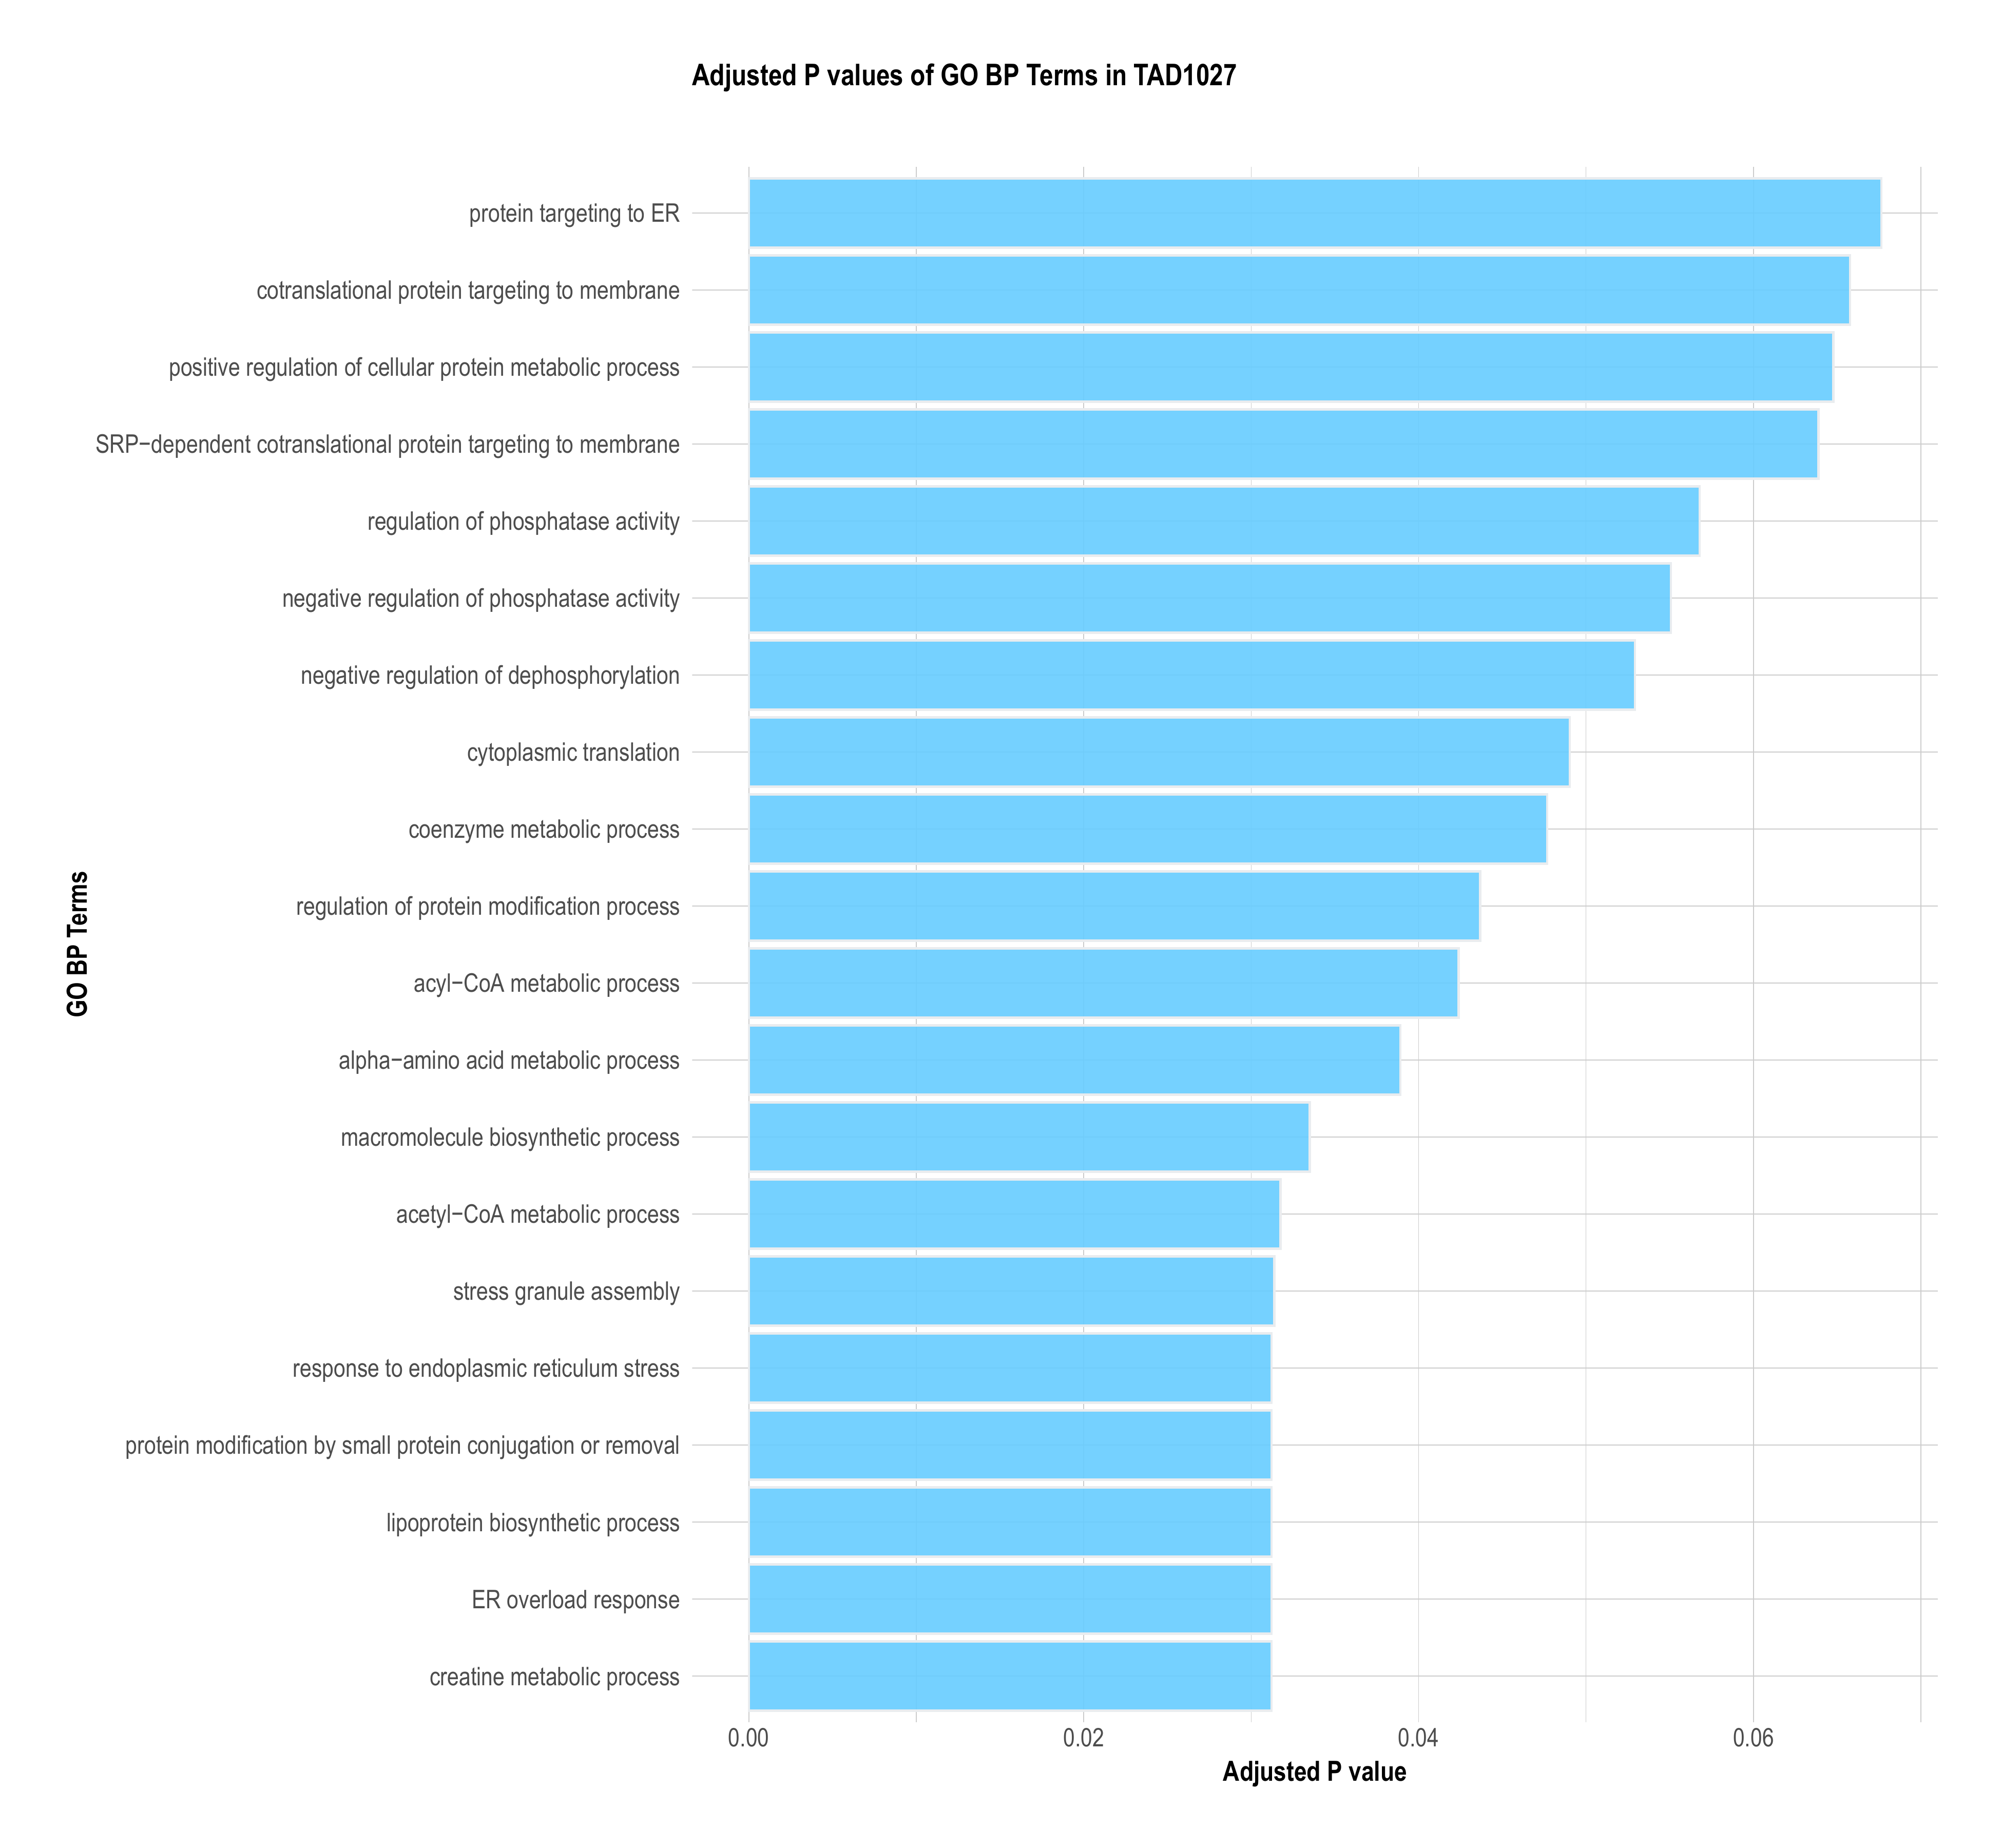 Adjusted P values of GO BP Terms in TAD1027
protein targeting to ER
cotranslational protein targeting to membrane
positive regulation of cellular protein metabolic process
SRP−dependent cotranslational protein targeting to membrane
regulation of phosphatase activity
negative regulation of phosphatase activity
negative regulation of dephosphorylation
cytoplasmic translation
coenzyme metabolic process
regulation of protein modification process
acyl−CoA metabolic process
alpha−amino acid metabolic process
macromolecule biosynthetic process
acetyl−CoA metabolic process
stress granule assembly
response to endoplasmic reticulum stress
protein modification by small protein conjugation or removal
lipoprotein biosynthetic process
ER overload response
creatine metabolic process
GO BP Terms
0.00 0.02 0.04 0.06
Adjusted P value